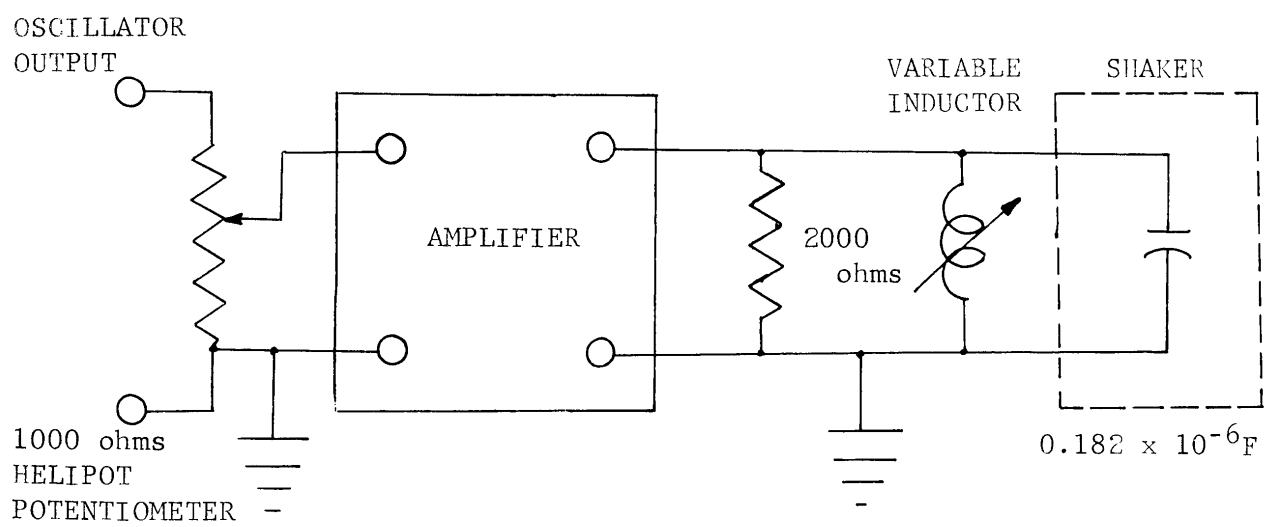 OSCILLATOR
OUTPUT
VARIABLE
INDUCTOR
SHAKER
AMPLIFIER
2000
ohms
1000 ohms
HELIPOT
POTENTIOMETER
0.182 x 10⁻⁶F